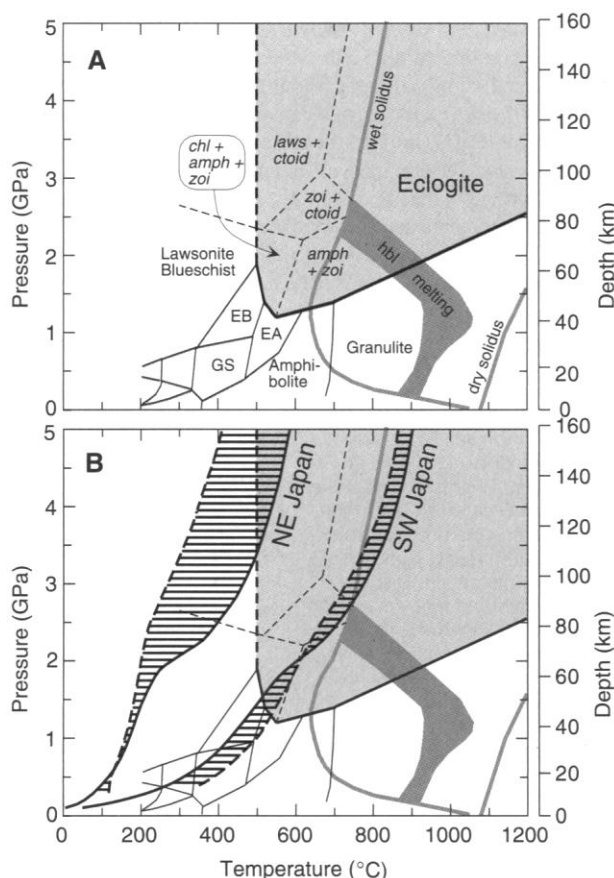 A
5
4
3
2
1
0
Pressure (GPa)
160
140
120
100
80
60
40
20
0
Depth (km)
chl +
amph +
zoi
laws +
ctoid
zoi +
ctoid
amph
+ zoi
wet solidus
Eclogite
hbl
melting
Lawsonite
Blueschist
EB
EA
GS
Amphi-
bolite
Granulite
dry solidus
B
5
4
3
2
1
0
Pressure (GPa)
160
140
120
100
80
60
40
20
0
Depth (km)
NE Japan
SW Japan
0
200
400
600
800
1000
1200
Temperature (°C)